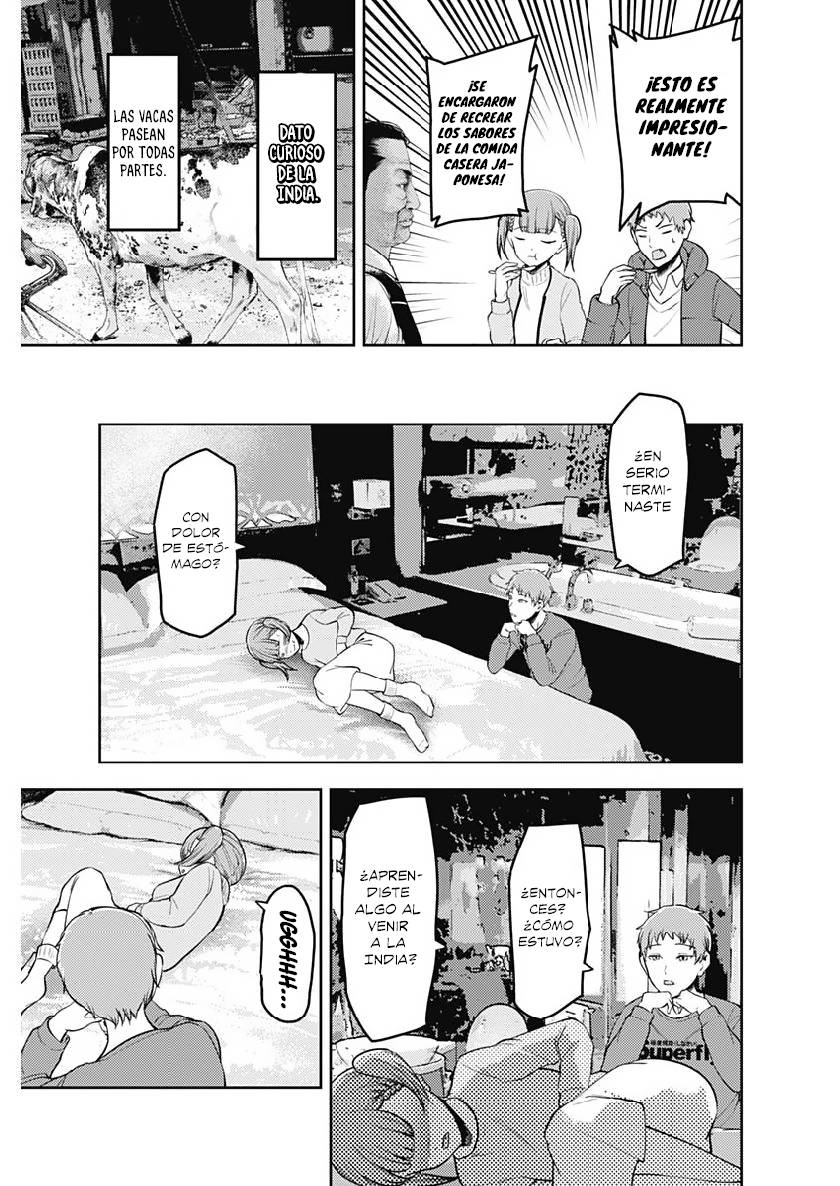 ¡ESTO ES
REALMENTE
IMPRESIO-
NANTE!
¡SE
ENCARGARON
DE RECREAR
LOS SABORES
DE LA COMIDA
CASERA JA-
PONESA!
DATO
CURIOSO
DE LA
INDIA.
LAS VACAS
PASEAN
POR TODAS
PARTES.
¿EN
SERIO
TERMI-
NASTE
CON
DOLOR
DE ESTÓ-
MAGO?
¿ENTON-
CES?
¿CÓMO
ESTUVO?
¿APREN-
DISTE
ALGO AL
VENIR
A LA
INDIA?
Superfl
UGGHHH...